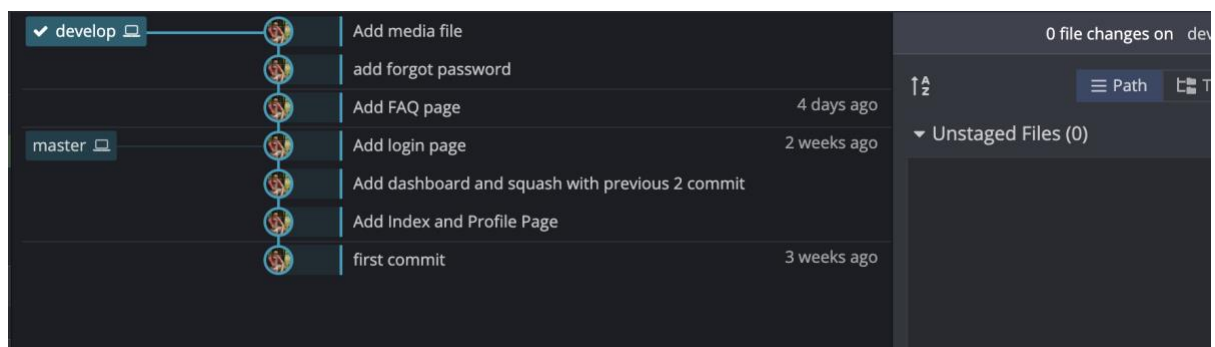 develop
Add media file
add forgot password
Add FAQ page
4 days ago
master
Add login page
2 weeks ago
Add dashboard and squash with previous 2 commit
Add Index and Profile Page
first commit
3 weeks ago
0 file changes on
A
Z
Path
Unstaged Files (0)